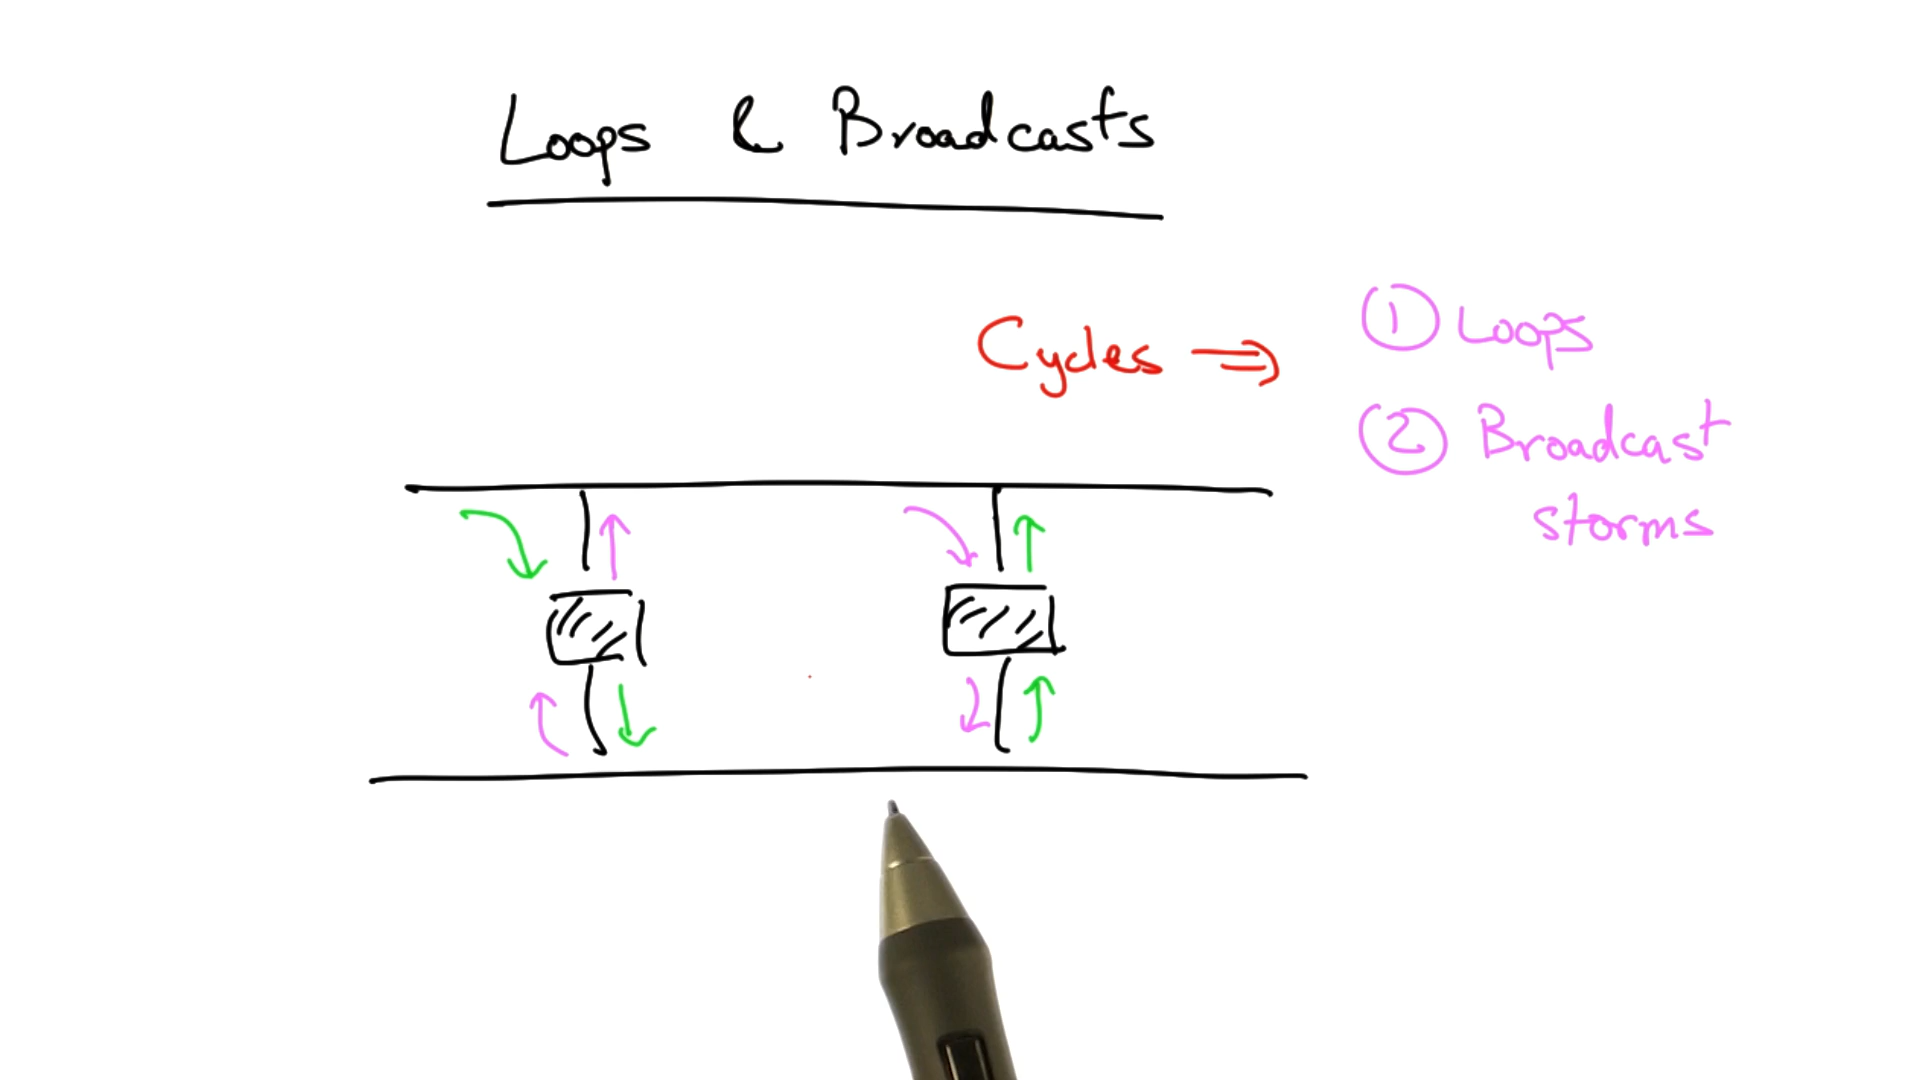 Loops & Broadcasts
Cycles ⇒
① Loops
② Broadcast
storms